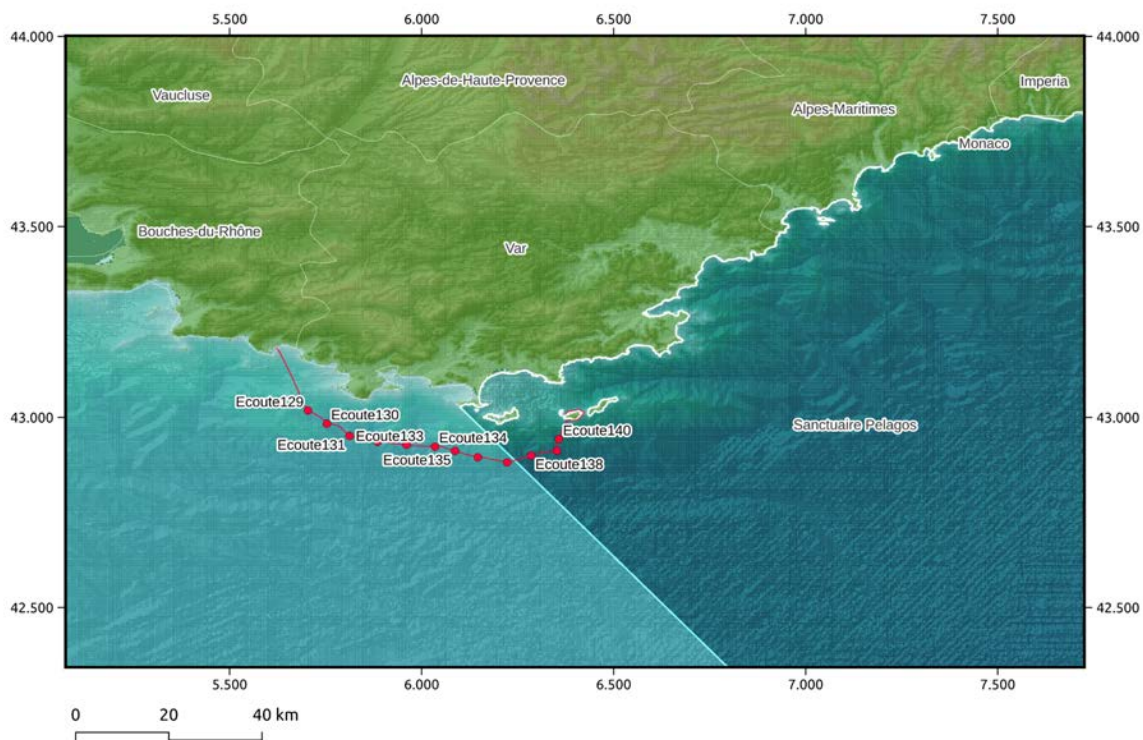 5.500 6.000 6.500 7.000 7.500
44.000 44.000
Alpes-de-Haute-Provence
Imperia
Vaucluse
Alpes-Maritimes
Monaco
43.500 43.500
Bouches-du-Rhône
Var
43.000 43.000
Ecoute129
Ecoute130
Ecoute140
Sanctuaire Pelagos
Ecoute131
Ecoute133
Ecoute134
Ecoute135
Ecoute138
42.500 42.500
5.500 6.000 6.500 7.000 7.500
0 20 40 km